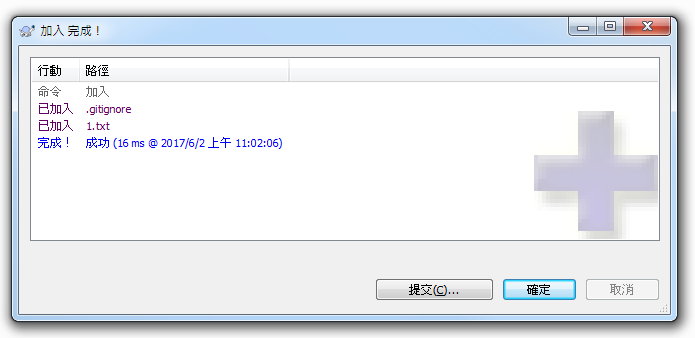 加入 完成！
行動 路徑
命令 加入
已加入 .gitignore
已加入 1.txt
完成！ 成功 (16 ms @ 2017/6/2 上午 11:02:06)
提交(C)... 確定 取消